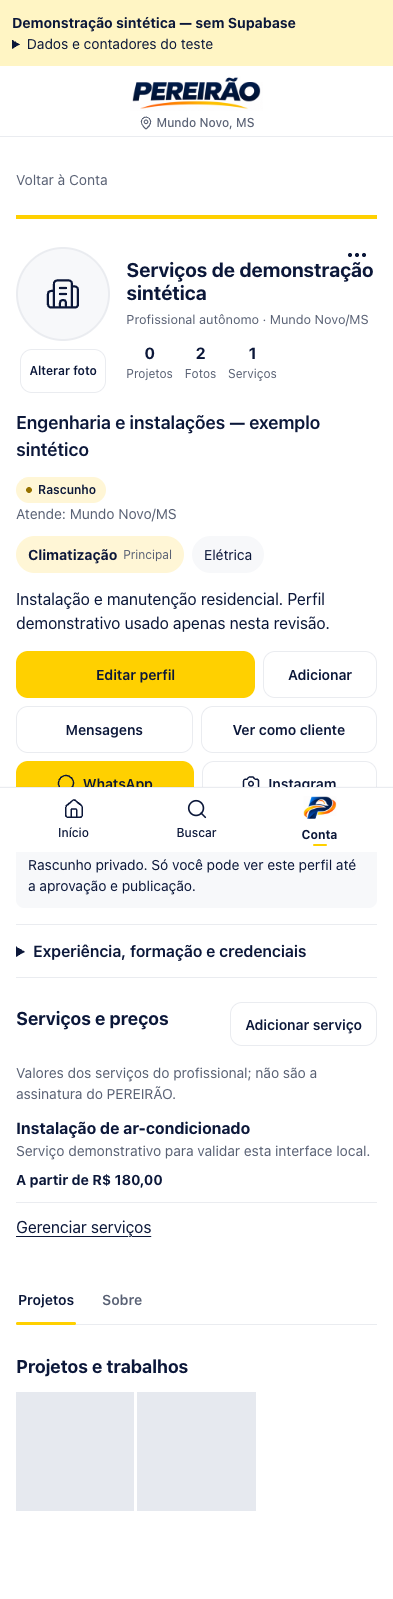 Demonstração sintética — sem Supabase
Dados e contadores do teste
PEREIRÃO
Mundo Novo, MS
Voltar à Conta
Serviços de demonstração
sintética
Profissional autônomo · Mundo Novo/MS
0 2 1
Projetos Fotos Serviços
Alterar foto
Engenharia e instalações — exemplo
sintético
Rascunho
Atende: Mundo Novo/MS
Climatização Principal Elétrica
Instalação e manutenção residencial. Perfil
demonstrativo usado apenas nesta revisão.
Editar perfil Adicionar
Mensagens Ver como cliente
WhatsApp Instagram
Início Buscar Conta
Rascunho privado. Só você pode ver este perfil até
a aprovação e publicação.
Experiência, formação e credenciais
Serviços e preços Adicionar serviço
Valores dos serviços do profissional; não são a
assinatura do PEREIRÃO.
Instalação de ar-condicionado
Serviço demonstrativo para validar esta interface local.
A partir de R$ 180,00
Gerenciar serviços
Projetos Sobre
Projetos e trabalhos